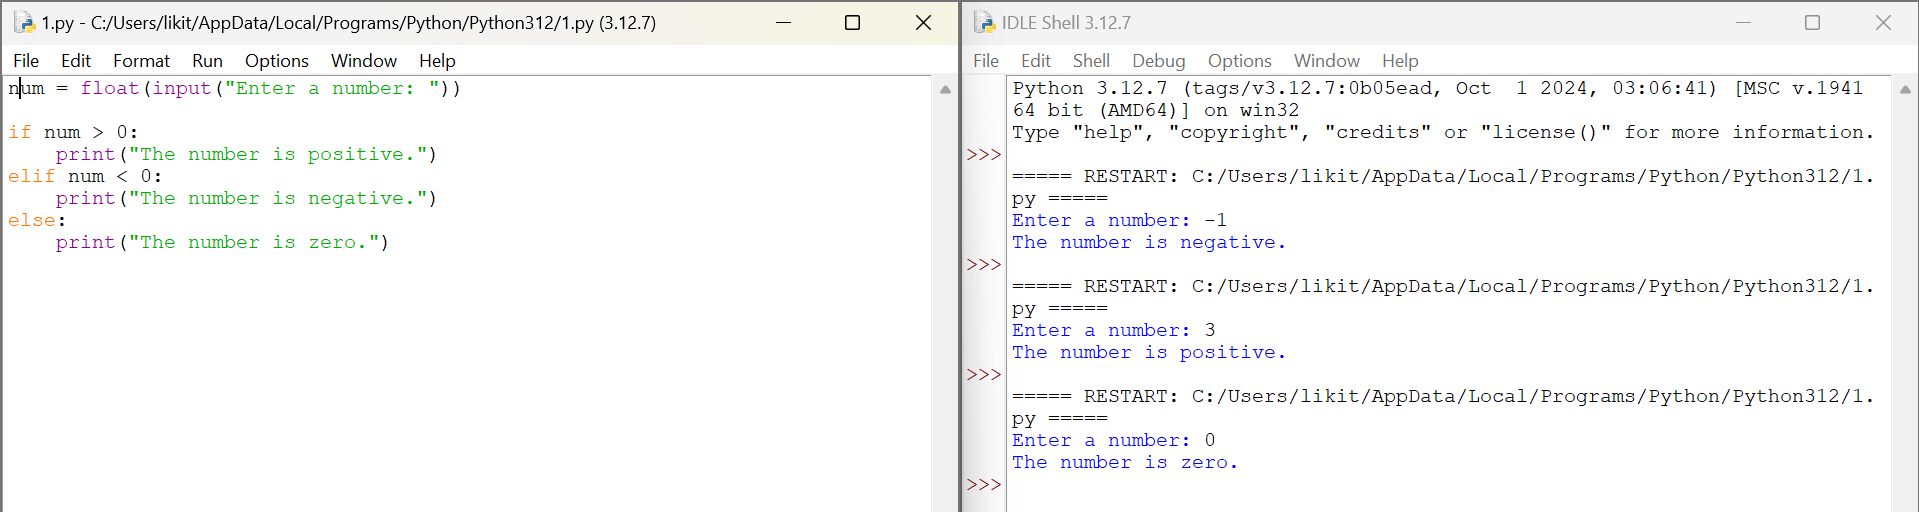 1.py - C:/Users/likit/AppData/Local/Programs/Python/Python312/1.py (3.12.7)
File Edit Format Run Options Window Help
num = float(input("Enter a number: "))
if num > 0:
    print("The number is positive.")
elif num < 0:
    print("The number is negative.")
else:
    print("The number is zero.")
IDLE Shell 3.12.7
File Edit Shell Debug Options Window Help
Python 3.12.7 (tags/v3.12.7:0b05ead, Oct  1 2024, 03:06:41) [MSC v.1941
64 bit (AMD64)] on win32
Type "help", "copyright", "credits" or "license()" for more information.
>>>
===== RESTART: C:/Users/likit/AppData/Local/Programs/Python/Python312/1.
py =====
Enter a number: -1
The number is negative.
>>>
===== RESTART: C:/Users/likit/AppData/Local/Programs/Python/Python312/1.
py =====
Enter a number: 3
The number is positive.
>>>
===== RESTART: C:/Users/likit/AppData/Local/Programs/Python/Python312/1.
py =====
Enter a number: 0
The number is zero.
>>>